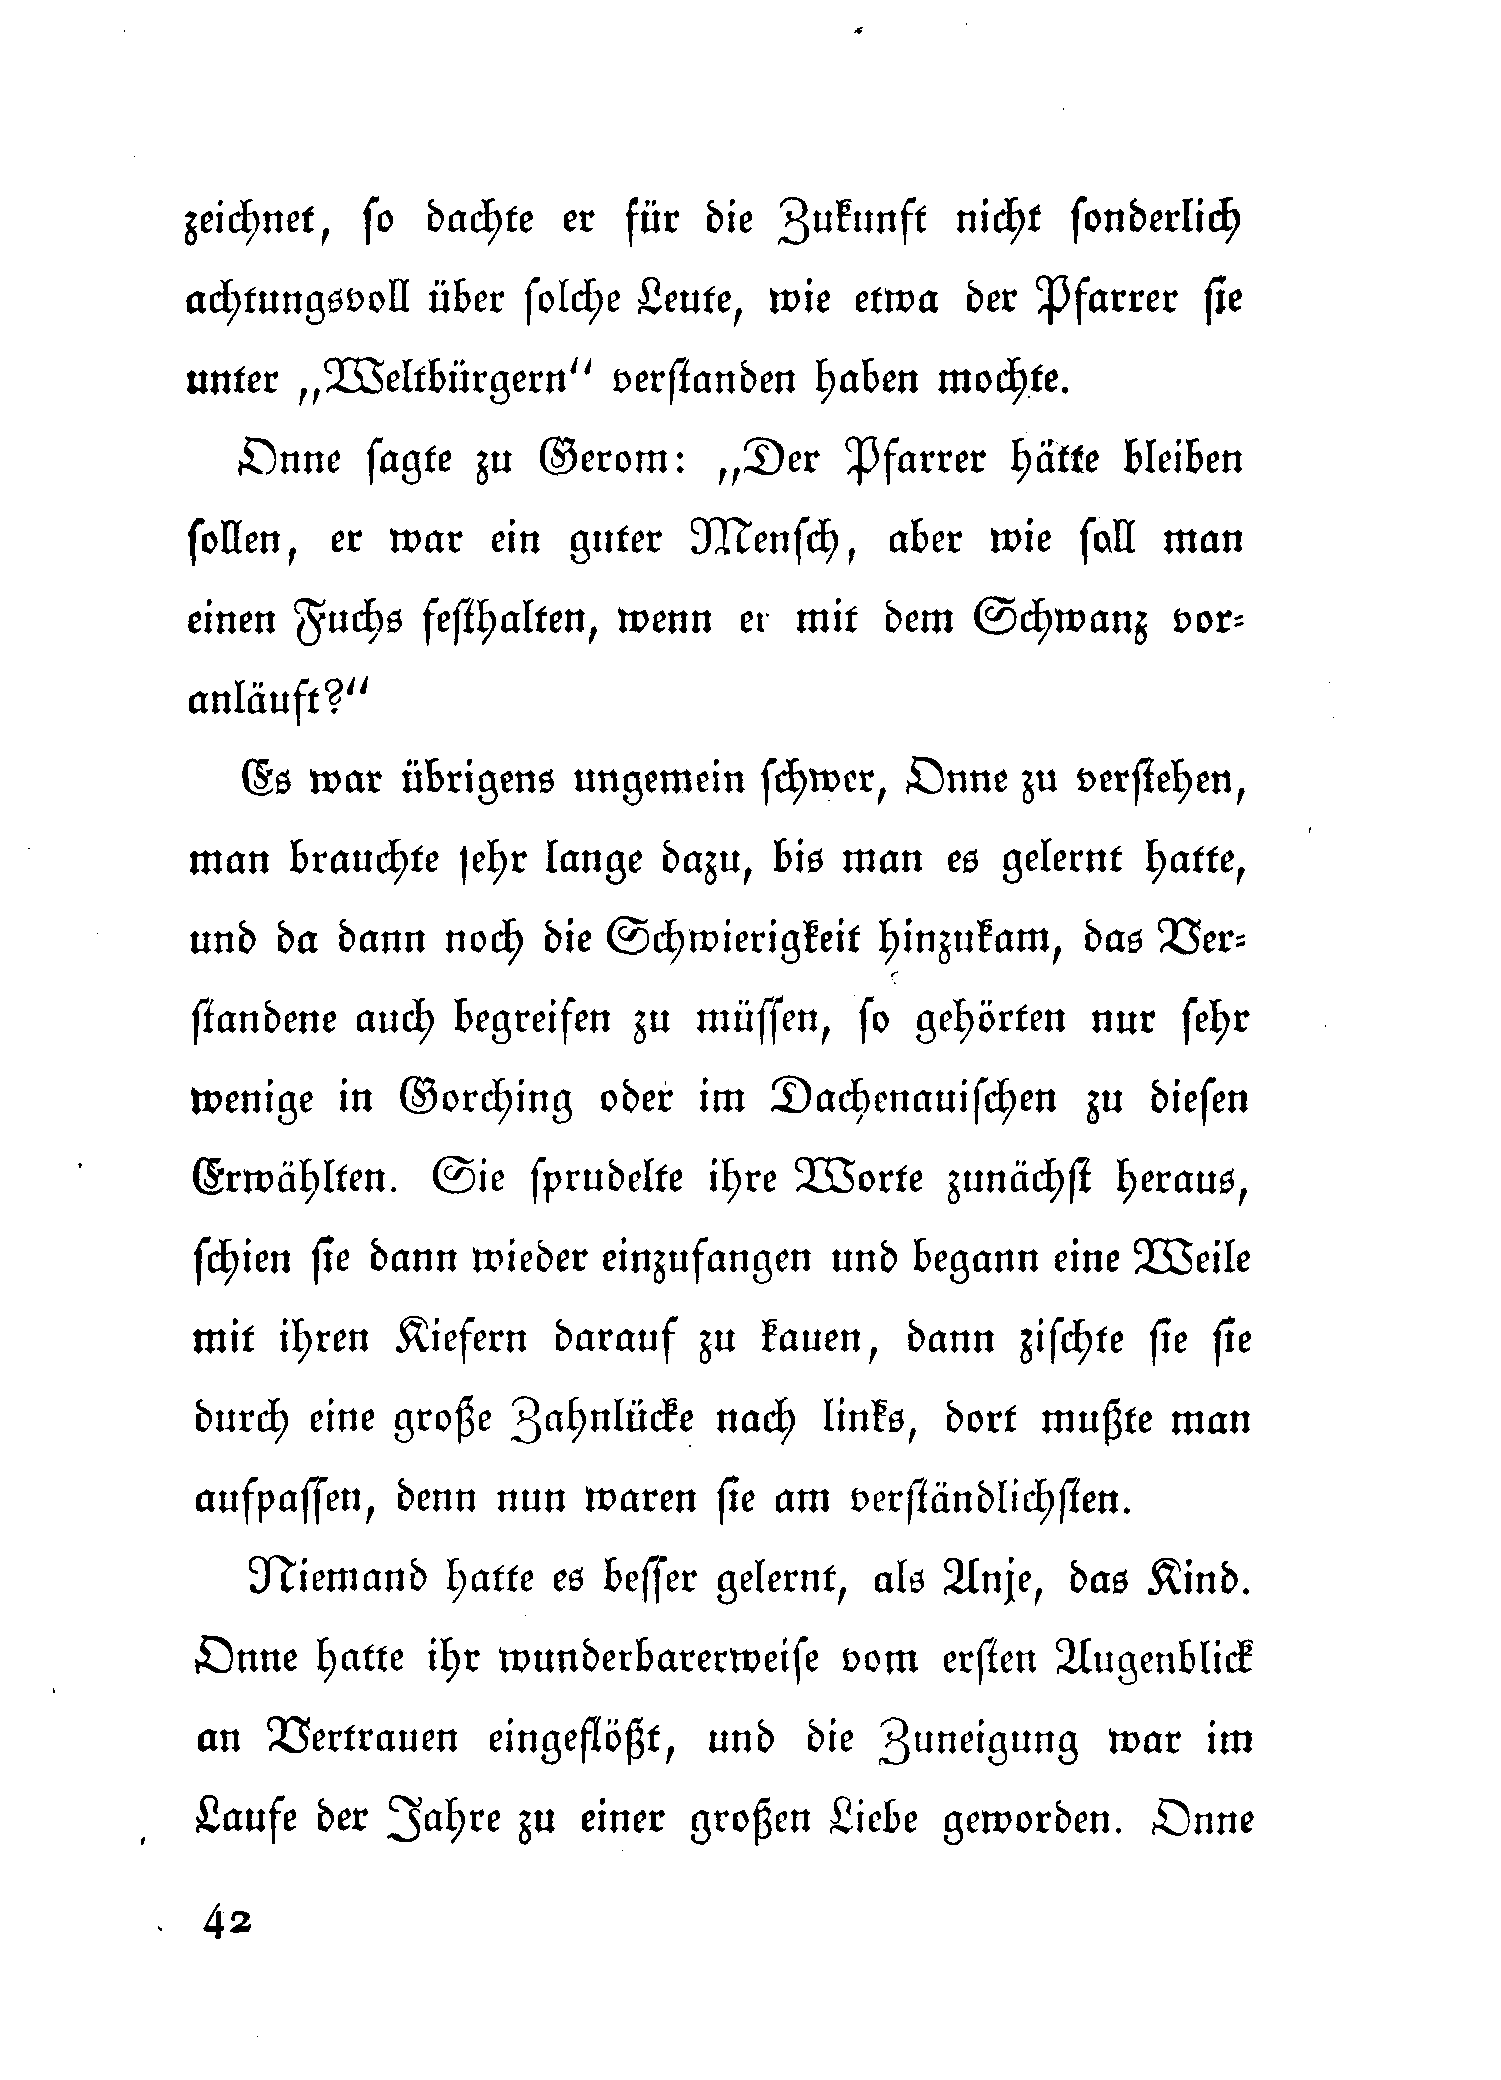 zeichnet, so dachte er für die Zukunft nicht sonderlich
achtungsvoll über solche Leute, wie etwa der Pfarrer sie
unter „Weltbürgern“ verstanden haben mochte.
Onne sagte zu Gerom: „Der Pfarrer hätte bleiben
sollen, er war ein guter Mensch, aber wie soll man
einen Fuchs festhalten, wenn er mit dem Schwanz vor-
anläuft?“
Es war übrigens ungemein schwer, Onne zu verstehen,
man brauchte sehr lange dazu, bis man es gelernt hatte,
und da dann noch die Schwierigkeit hinzukam, das Ver-
standene auch begreifen zu müssen, so gehörten nur sehr
wenige in Gorching oder im Dachenauischen zu diesen
Erwählten. Sie sprudelte ihre Worte zunächst heraus,
schien sie dann wieder einzufangen und begann eine Weile
mit ihren Kiefern darauf zu kauen, dann zischte sie sie
durch eine große Zahnlücke nach links, dort mußte man
aufpassen, denn nun waren sie am verständlichsten.
Niemand hatte es besser gelernt, als Anje, das Kind.
Onne hatte ihr wunderbarerweise vom ersten Augenblick
an Vertrauen eingeflößt, und die Zuneigung war im
Laufe der Jahre zu einer großen Liebe geworden. Onne
42